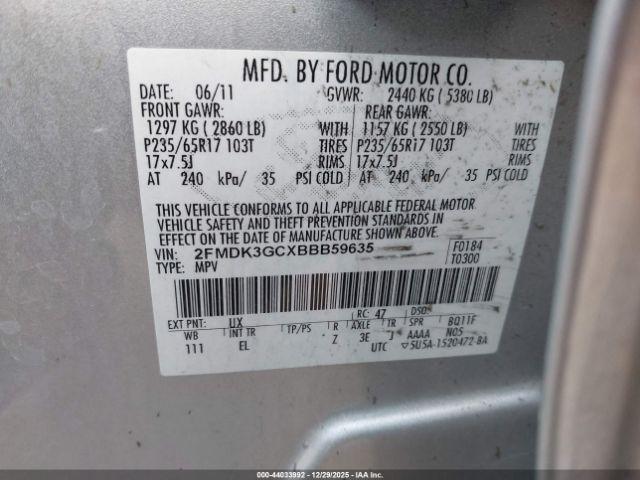 MFD. BY FORD MOTOR CO.
DATE: 06/11 GVWR: 2440 KG ( 5380 LB)
FRONT GAWR: REAR GAWR:
1297 KG ( 2860 LB) WITH 1157 KG ( 2550 LB) WITH
P235/65R17 103T TIRES P235/65R17 103T TIRES
17x7.5J RIMS 17x7.5J RIMS
AT 240 kPa/ 35 PSI COLD AT 240 kPa/ 35 PSI COLD
THIS VEHICLE CONFORMS TO ALL APPLICABLE FEDERAL MOTOR
VEHICLE SAFETY AND THEFT PREVENTION STANDARDS IN
EFFECT ON THE DATE OF MANUFACTURE SHOWN ABOVE.
VIN: 2FMDK3GCXBBB59635 F0184
TYPE: MPV T0300
EXT PNT: UX RC: 47 DSO:
WB INT TR TP/PS R AXLE TR SPR BQ11F
111 EL Z 3E J AAAA N05
UTC ▽5U5A-1520472-BA
000-44033992 - 12/29/2025 - IAAI.com